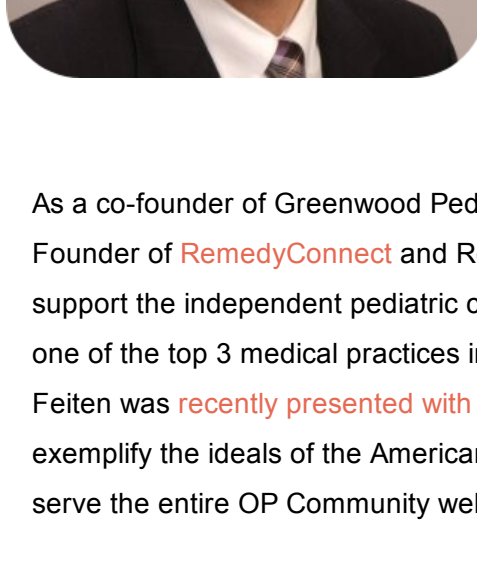 As a co-founder of Greenwood Ped
Founder of RemedyConnect and R
support the independent pediatric
one of the top 3 medical practices i
Feiten was recently presented with
exemplify the ideals of the America
serve the entire OP Community wel